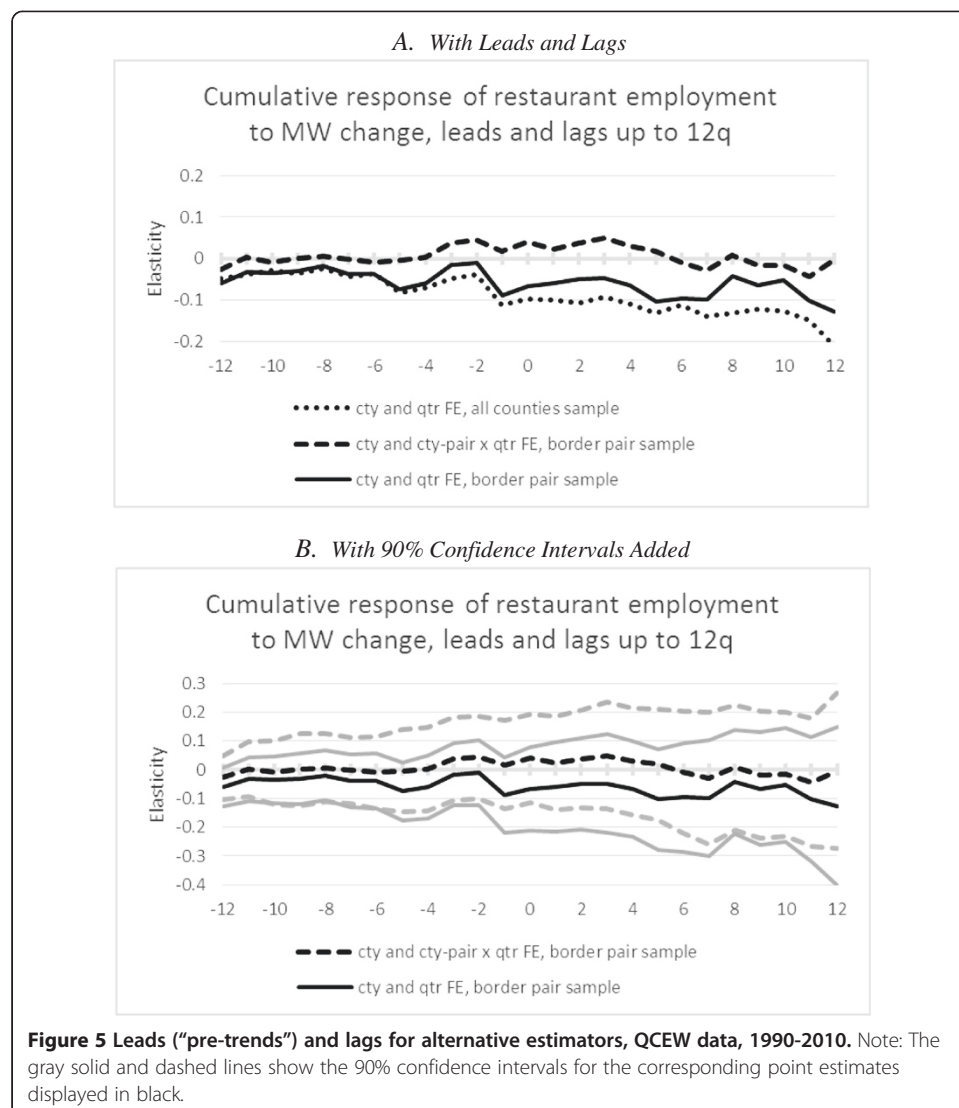 A. With Leads and Lags
Cumulative response of restaurant employment
to MW change, leads and lags up to 12q
Elasticity
0.2
0.1
0
-0.1
-0.2
-12 -10 -8 -6 -4 -2 0 2 4 6 8 10 12
cty and qtr FE, all counties sample
cty and cty-pair x qtr FE, border pair sample
cty and qtr FE, border pair sample
B. With 90% Confidence Intervals Added
Cumulative response of restaurant employment
to MW change, leads and lags up to 12q
Elasticity
0.3
0.2
0.1
0
-0.1
-0.2
-0.3
-0.4
-12 -10 -8 -6 -4 -2 0 2 4 6 8 10 12
cty and cty-pair x qtr FE, border pair sample
cty and qtr FE, border pair sample
Figure 5 Leads (“pre-trends”) and lags for alternative estimators, QCEW data, 1990-2010. Note: The
gray solid and dashed lines show the 90% confidence intervals for the corresponding point estimates
displayed in black.